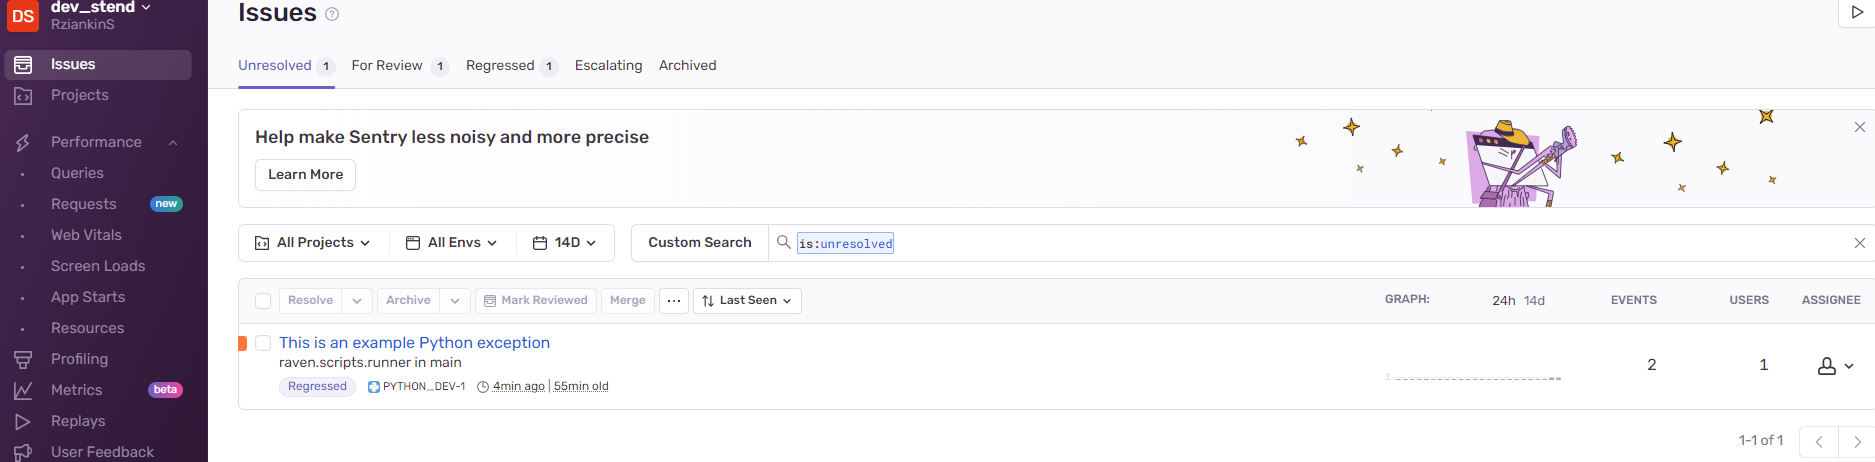 DS dev_stend
RziankinS
Issues
Projects
Performance
Queries
Requests new
Web Vitals
Screen Loads
App Starts
Resources
Profiling
Metrics beta
Replays
User Feedback
Issues ?
Unresolved 1 For Review 1 Regressed 1 Escalating Archived
Help make Sentry less noisy and more precise
Learn More
All Projects All Envs 14D Custom Search is:unresolved
Resolve Archive Mark Reviewed Merge ... Last Seen GRAPH: 24h 14d EVENTS USERS ASSIGNEE
This is an example Python exception
raven.scripts.runner in main
Regressed PYTHON_DEV-1 4min ago | 55min old
1
2 1
1-1 of 1